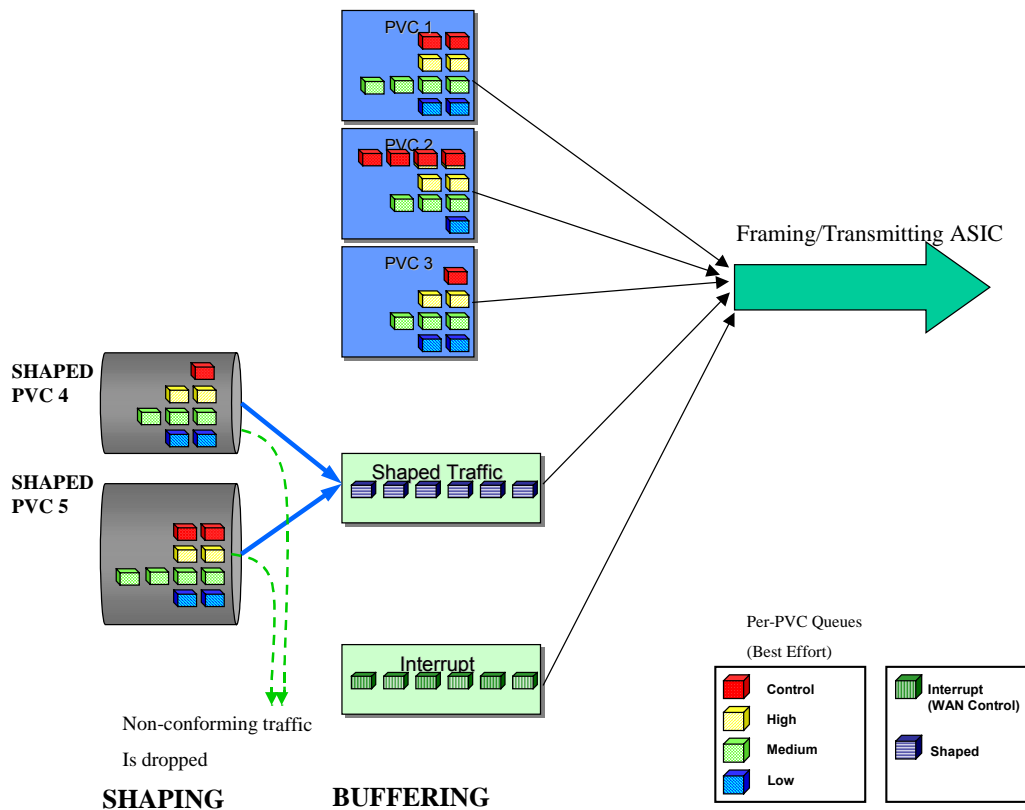 PVC 1
PVC 2
Framing/Transmitting ASIC
PVC 3
SHAPED
PVC 4
SHAPED
PVC 5
Shaped Traffic
Interrupt
Non-conforming traffic
Is dropped
SHAPING
BUFFERING
Per-PVC Queues
(Best Effort)
Control
High
Medium
Low
Interrupt
(WAN Control)
Shaped